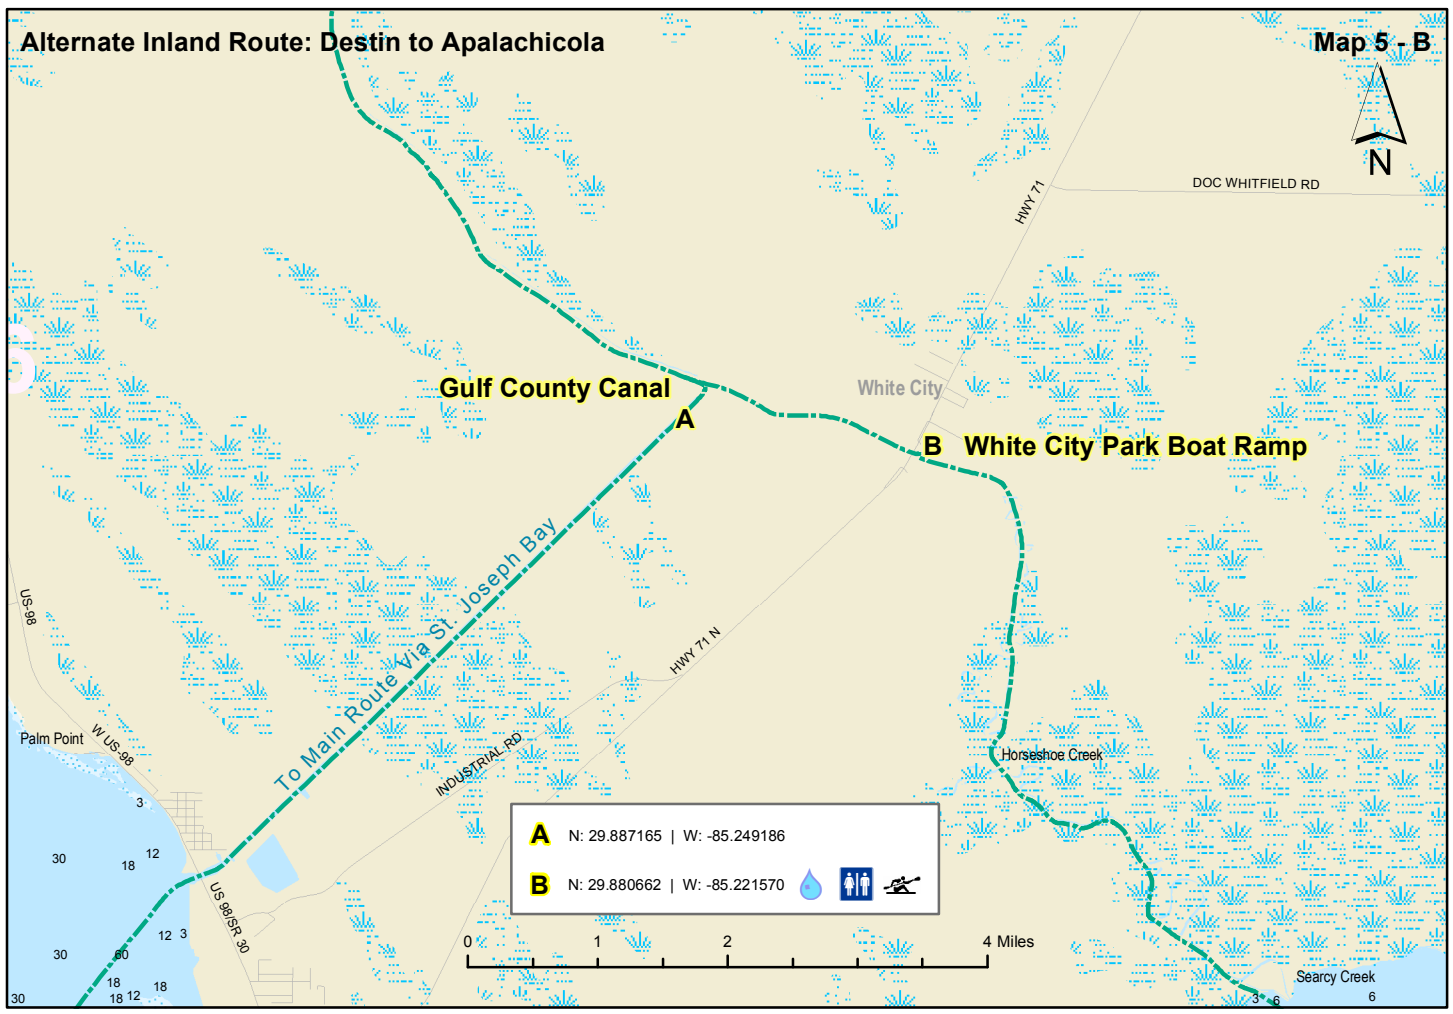 Alternate Inland Route: Destin to Apalachicola
Map 5 - B
N
DOC WHITFIELD RD
HWY 71
S
Gulf County Canal
A
White City
B White City Park Boat Ramp
To Main Route Via St. Joseph Bay
US-98
HWY 71 N
Palm Point
W US-98
INDUSTRIAL RD
Horseshoe Creek
3
30
18
12
US 98/SR 30
A N: 29.887165 | W: -85.249186
B N: 29.880662 | W: -85.221570
12
3
30
60
18
18
12
18
30
0 1 2 4 Miles
Searcy Creek
3
6
6